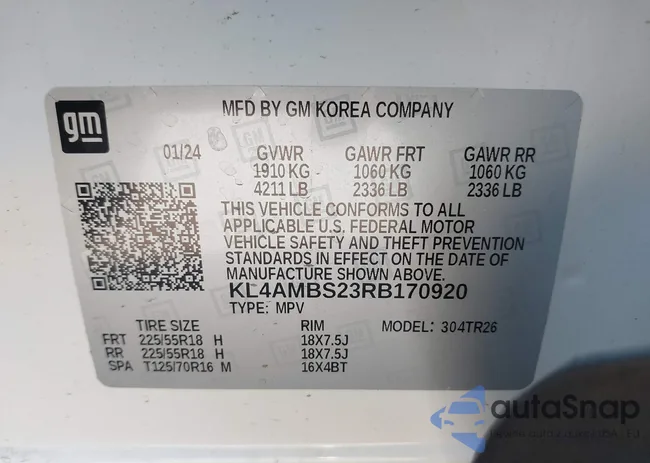 gm
MFD BY GM KOREA COMPANY
01/24 GVWR GAWR FRT GAWR RR
1910 KG 1060 KG 1060 KG
4211 LB 2336 LB 2336 LB
THIS VEHICLE CONFORMS TO ALL
APPLICABLE U.S. FEDERAL MOTOR
VEHICLE SAFETY AND THEFT PREVENTION
STANDARDS IN EFFECT ON THE DATE OF
MANUFACTURE SHOWN ABOVE.
KL4AMBS23RB170920
TYPE: MPV
TIRE SIZE RIM MODEL: 304TR26
FRT 225/55R18 H 18X7.5J
RR 225/55R18 H 18X7.5J
SPA T125/70R16 M 16X4BT
autaSnap